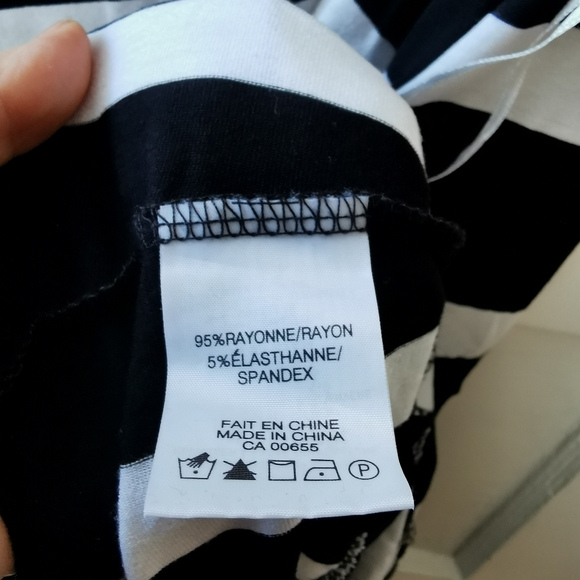 95%RAYONNE/RAYON
5%ÉLASTHANNE/
SPANDEX
FAIT EN CHINE
MADE IN CHINA
CA 00655
P